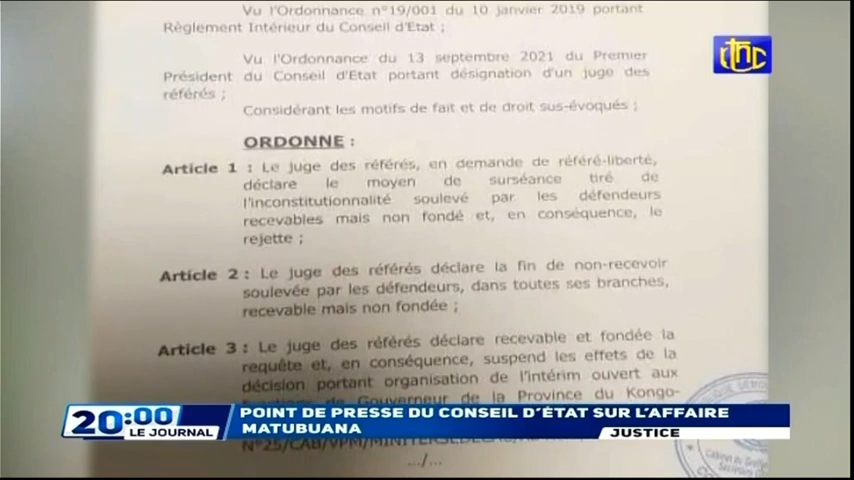 Vu l'Ordonnance n°19/001 du 10 janvier 2019 portant
Règlement Intérieur du Conseil d'Etat ;
Vu l'Ordonnance du 13 septembre 2021 du Premier
Président du Conseil d'Etat portant désignation d'un juge des
référés ;
Considérant les motifs de fait et de droit sus-évoqués ;
ORDONNE :
Article 1 : Le juge des référés, en demande de référé-liberté,
déclare le moyen de surséance tiré de
l'inconstitutionnalité soulevé par les défendeurs
recevables mais non fondé et, en conséquence, le
rejette ;
Article 2 : Le juge des référés déclare la fin de non-recevoir
soulevée par les défendeurs, dans toutes ses branches,
recevable mais non fondée ;
Article 3 : Le juge des référés déclare recevable et fondée la
requête et, en conséquence, suspend les effets de la
décision portant organisation de l'intérim ouvert aux
de Gouverneur de la Province du Kongo-
20:00
LE JOURNAL
POINT DE PRESSE DU CONSEIL D'ÉTAT SUR L'AFFAIRE
MATUBUANA
JUSTICE
…/…